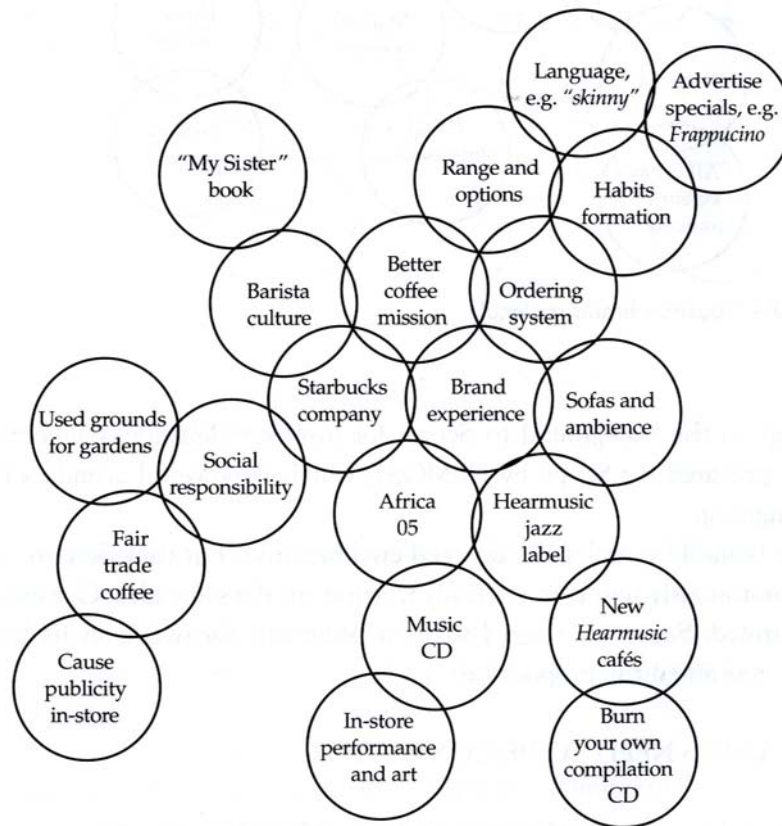 Language,
e.g. "skinny"
Advertise
specials, e.g.
Frappucino
"My Sister"
book
Range and
options
Habits
formation
Barista
culture
Better
coffee
mission
Ordering
system
Starbucks
company
Brand
experience
Sofas and
ambience
Used grounds
for gardens
Social
responsibility
Africa
05
Hearmusic
jazz
label
Fair
trade
coffee
Music
CD
New
Hearmusic
cafés
Cause
publicity
in-store
In-store
performance
and art
Burn
your own
compilation
CD